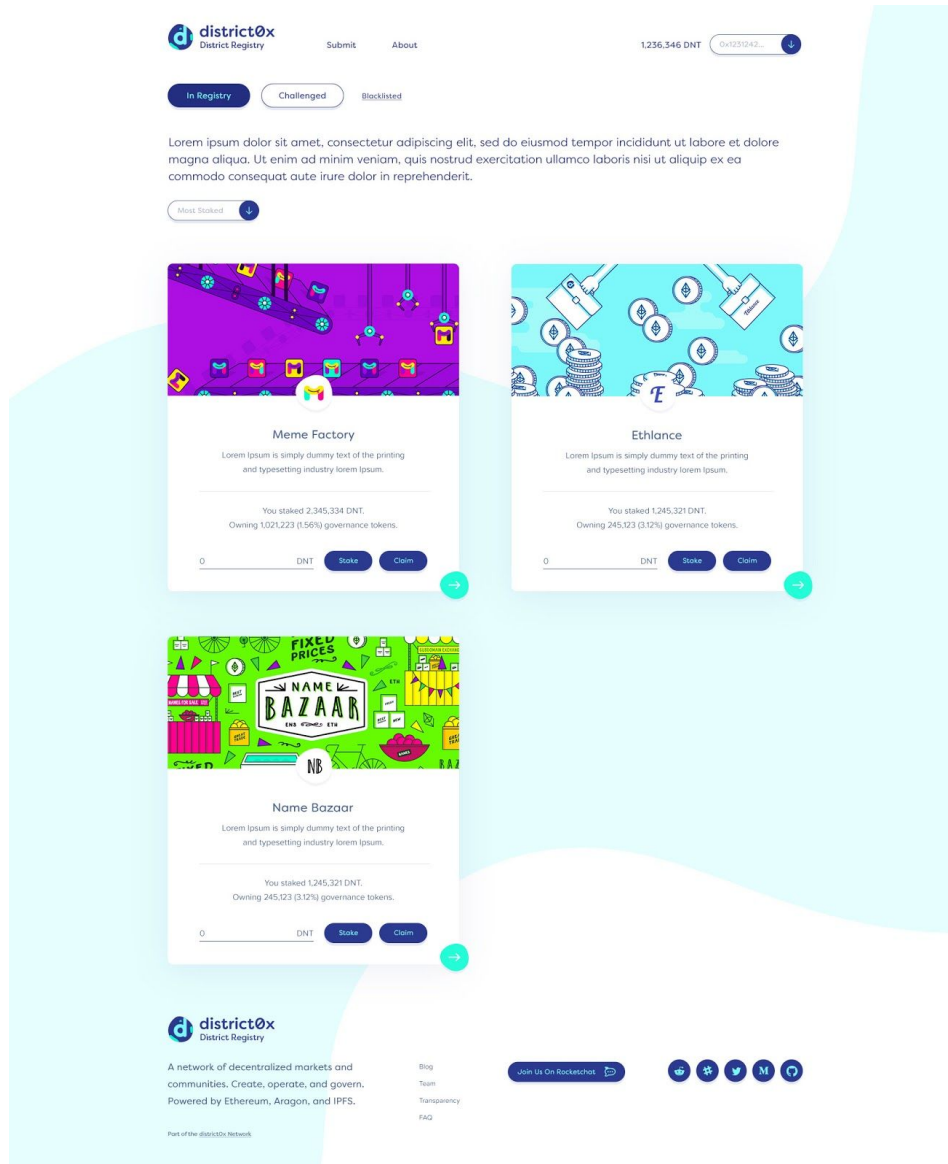 district0x
District Registry
Submit
About
1,236,346 DNT
0x1231242...
In Registry
Challenged
Blacklisted
Lorem ipsum dolor sit amet, consectetur adipiscing elit, sed do eiusmod tempor incididunt ut labore et dolore
magna aliqua. Ut enim ad minim veniam, quis nostrud exercitation ullamco laboris nisi ut aliquip ex ea
commodo consequat aute irure dolor in reprehenderit.
Most Staked
Meme Factory
Lorem Ipsum is simply dummy text of the printing
and typesetting industry lorem Ipsum.
You staked 2,345,334 DNT.
Owning 1,021,223 (1.56%) governance tokens.
0
DNT
Stake
Claim
Ethlance
E
Ethlance
Lorem Ipsum is simply dummy text of the printing
and typesetting industry lorem Ipsum.
You staked 1,245,321 DNT.
Owning 245,123 (3.12%) governance tokens.
0
DNT
Stake
Claim
FIXED
PRICES
ETH
NAME
BAZAAR
ENS ETH
NB
Name Bazaar
Lorem Ipsum is simply dummy text of the printing
and typesetting industry lorem Ipsum.
You staked 1,245,321 DNT.
Owning 245,123 (3.12%) governance tokens.
0
DNT
Stake
Claim
district0x
District Registry
A network of decentralized markets and
communities. Create, operate, and govern.
Powered by Ethereum, Aragon, and IPFS.
Part of the district0x Network
Blog
Team
Transparency
FAQ
Join Us On Rocketchat
M